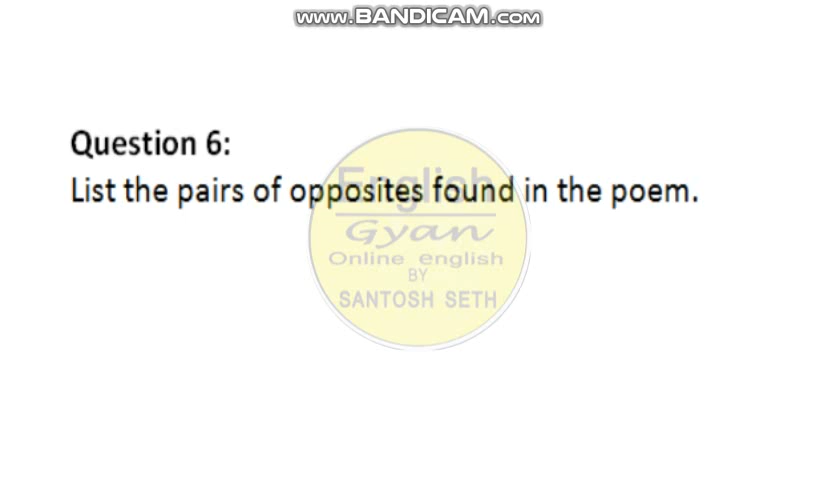 www.BANDICAM.com
Question 6:
List the pairs of opposites found in the poem.
English
Gyan
Online english
BY
SANTOSH SETH